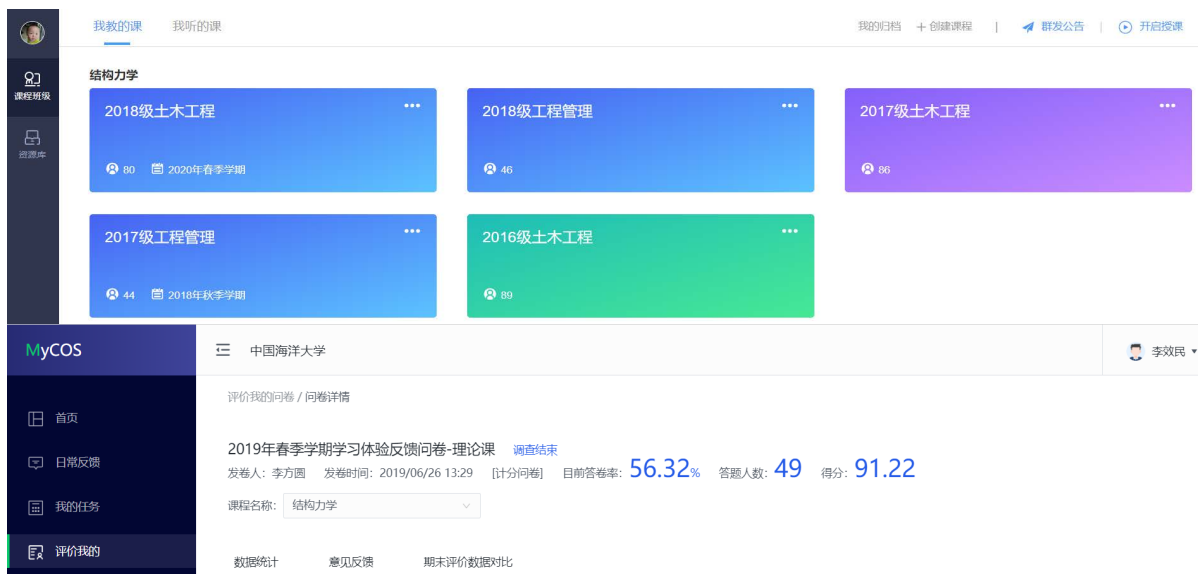 我教的课 我听的课 我的归档 + 创建课程 | 群发公告 | 开启授课
课程班级
资源库
结构力学
2018级土木工程 ••• 2018级工程管理 ••• 2017级土木工程 •••
80 2020年春季学期 46 86
2017级工程管理 ••• 2016级土木工程 •••
44 2018年秋季学期 89
MyCOS 中国海洋大学 李效民
首页
日常反馈
我的任务
评价我的
评价我的问卷 / 问卷详情
2019年春季学期学习体验反馈问卷-理论课 调查结束
发卷人: 李方圆 发卷时间: 2019/06/26 13:29 [计分问卷] 目前答卷率: 56.32% 答题人数: 49 得分: 91.22
课程名称: 结构力学
数据统计 意见反馈 期末评价数据对比